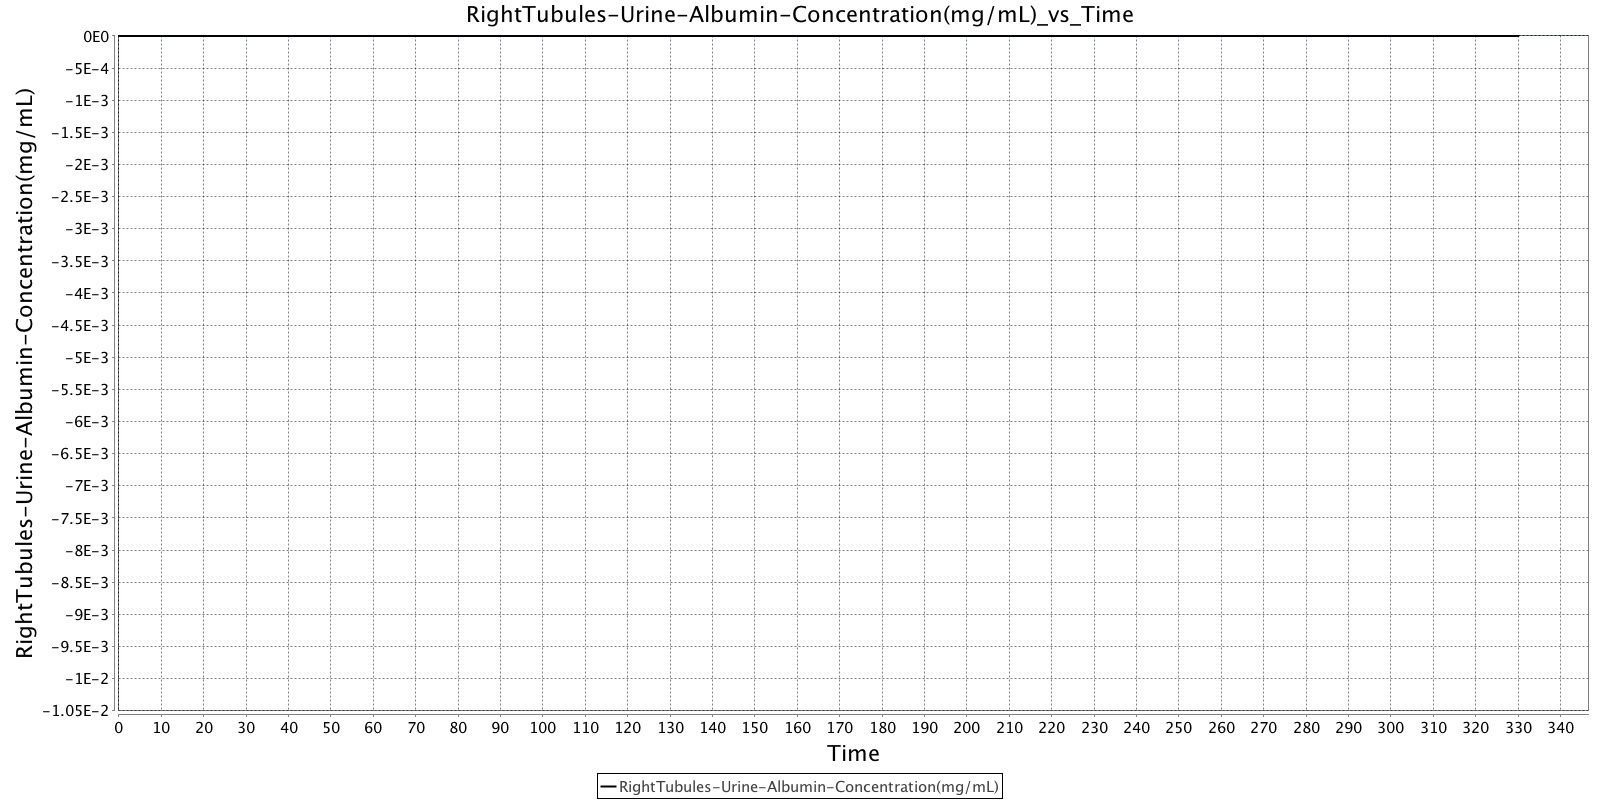 RightTubules-Urine-Albumin-Concentration(mg/mL)_vs_Time
RightTubules-Urine-Albumin-Concentration(mg/mL)
0E0
-5E-4
-1E-3
-1.5E-3
-2E-3
-2.5E-3
-3E-3
-3.5E-3
-4E-3
-4.5E-3
-5E-3
-5.5E-3
-6E-3
-6.5E-3
-7E-3
-7.5E-3
-8E-3
-8.5E-3
-9E-3
-9.5E-3
-1E-2
-1.05E-2
0 10 20 30 40 50 60 70 80 90 100 110 120 130 140 150 160 170 180 190 200 210 220 230 240 250 260 270 280 290 300 310 320 330 340
Time
RightTubules-Urine-Albumin-Concentration(mg/mL)